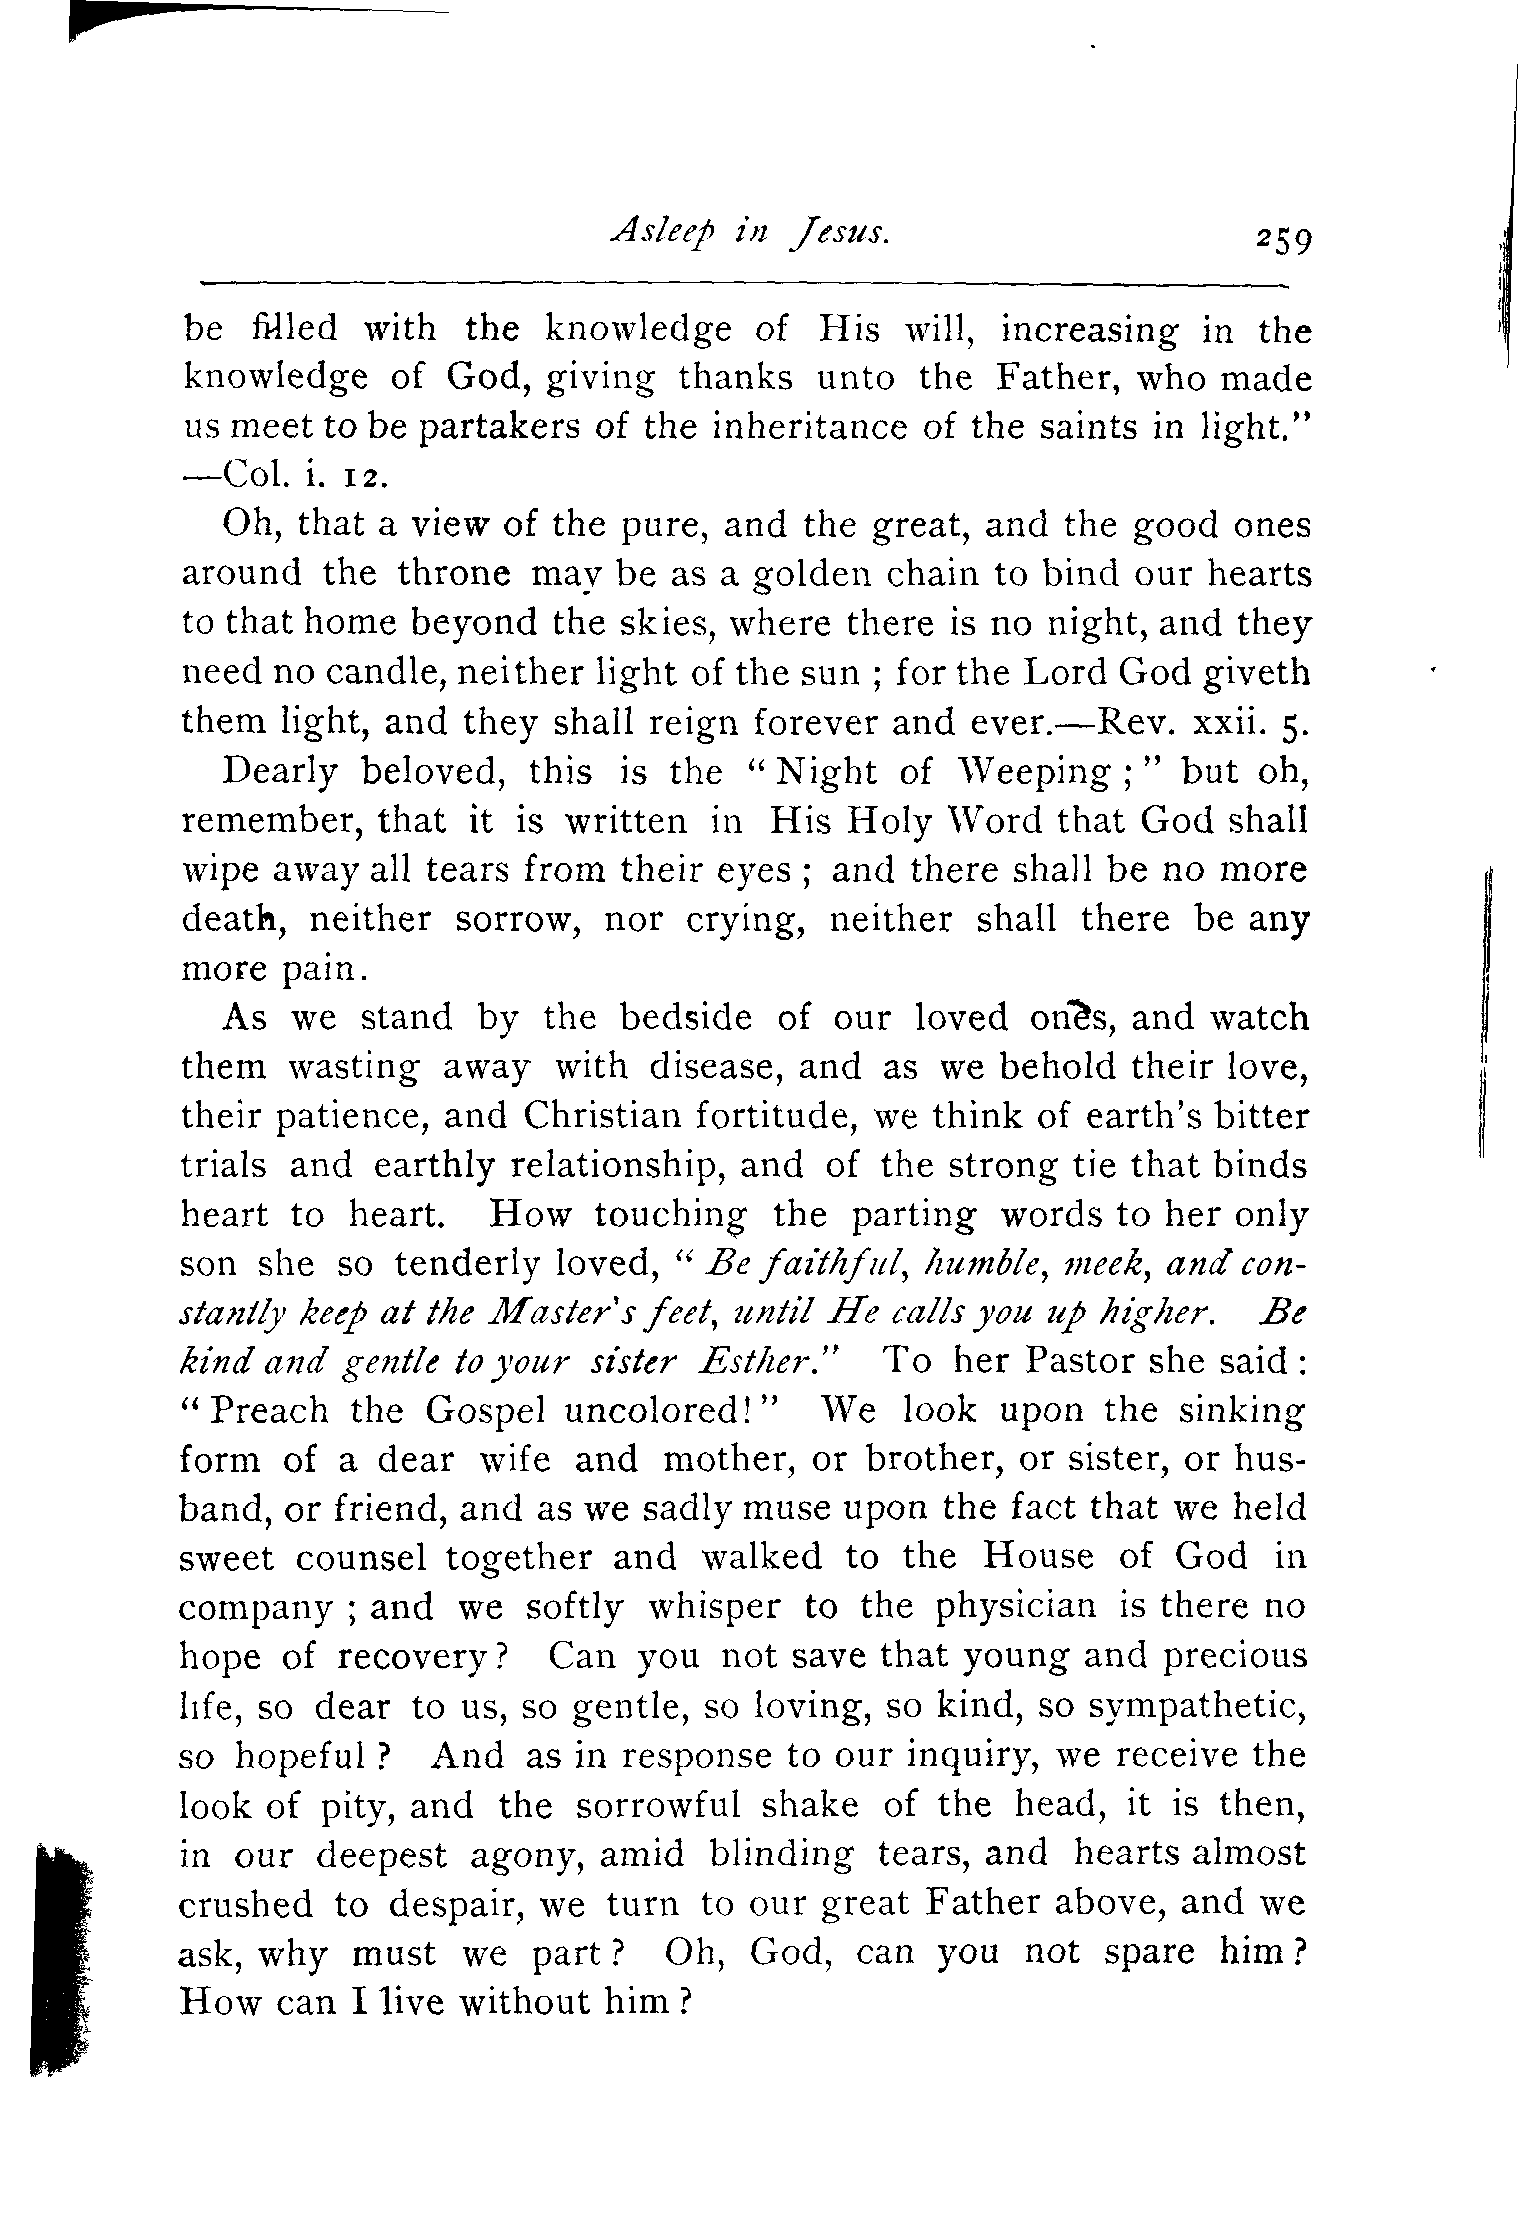 Asleep in Jesus. 259
be filled with the knowledge of His will, increasing in the
knowledge of God, giving thanks unto the Father, who made
us meet to be partakers of the inheritance of the saints in light."
—Col. i. 12.
Oh, that a view of the pure, and the great, and the good ones
around the throne may be as a golden chain to bind our hearts
to that home beyond the skies, where there is no night, and they
need no candle, neither light of the sun ; for the Lord God giveth
them light, and they shall reign forever and ever.—Rev. xxii. 5.
Dearly beloved, this is the " Night of Weeping ; " but oh,
remember, that it is written in His Holy Word that God shall
wipe away all tears from their eyes ; and there shall be no more
death, neither sorrow, nor crying, neither shall there be any
more pain.
As we stand by the bedside of our loved ones, and watch
them wasting away with disease, and as we behold their love,
their patience, and Christian fortitude, we think of earth's bitter
trials and earthly relationship, and of the strong tie that binds
heart to heart. How touching the parting words to her only
son she so tenderly loved, " Be faithful, humble, meek, and con-
stantly keep at the Master's feet, until He calls you up higher. Be
kind and gentle to your sister Esther." To her Pastor she said :
" Preach the Gospel uncolored! " We look upon the sinking
form of a dear wife and mother, or brother, or sister, or hus-
band, or friend, and as we sadly muse upon the fact that we held
sweet counsel together and walked to the House of God in
company ; and we softly whisper to the physician is there no
hope of recovery? Can you not save that young and precious
life, so dear to us, so gentle, so loving, so kind, so sympathetic,
so hopeful ? And as in response to our inquiry, we receive the
look of pity, and the sorrowful shake of the head, it is then,
in our deepest agony, amid blinding tears, and hearts almost
crushed to despair, we turn to our great Father above, and we
ask, why must we part ? Oh, God, can you not spare him ?
How can I live without him ?